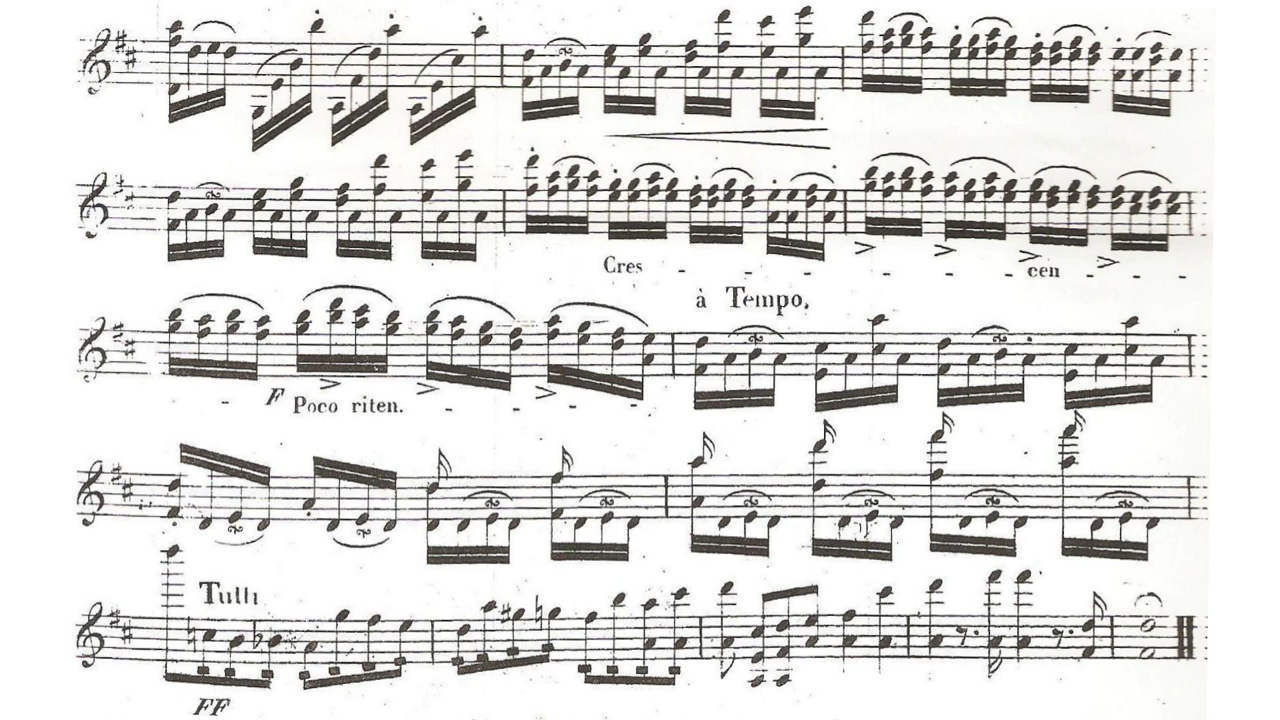 Cres - - - - - cen - - -
à Tempo.
- F Poco riten. - - - -
Tutti
FF